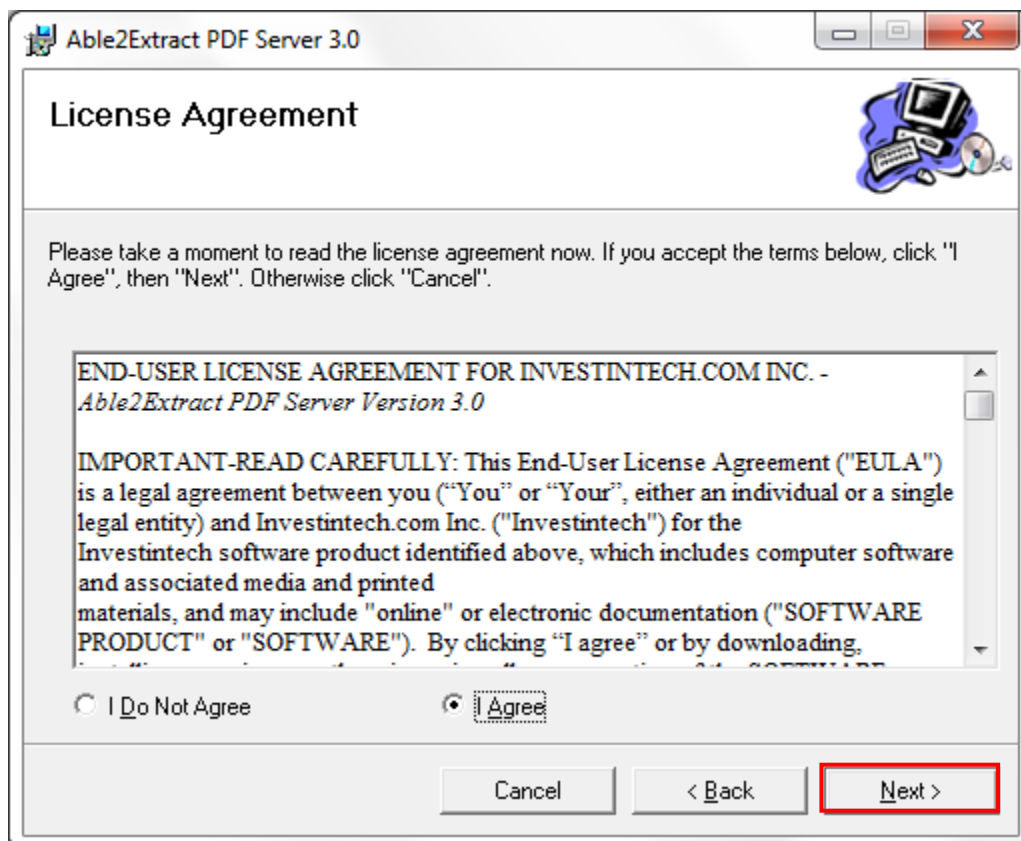 Able2Extract PDF Server 3.0
License Agreement
Please take a moment to read the license agreement now. If you accept the terms below, click "I
Agree", then "Next". Otherwise click "Cancel".
END-USER LICENSE AGREEMENT FOR INVESTINTECH.COM INC. -
Able2Extract PDF Server Version 3.0
IMPORTANT-READ CAREFULLY: This End-User License Agreement ("EULA")
is a legal agreement between you (“You” or “Your”, either an individual or a single
legal entity) and Investintech.com Inc. ("Investintech") for the
Investintech software product identified above, which includes computer software
and associated media and printed
materials, and may include "online" or electronic documentation ("SOFTWARE
PRODUCT" or "SOFTWARE").  By clicking “I agree” or by downloading,
I Do Not Agree
I Agree
Cancel
< Back
Next >